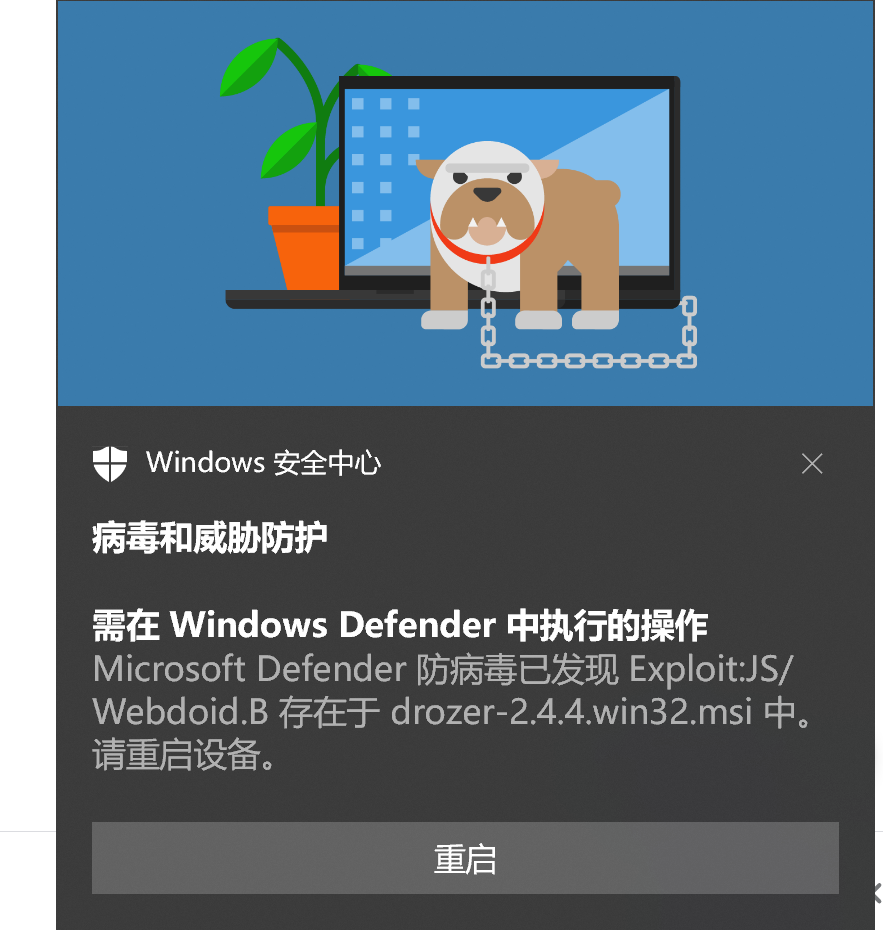 Windows 安全中心
病毒和威胁防护
需在 Windows Defender 中执行的操作
Microsoft Defender 防病毒已发现 Exploit:JS/
Webdoid.B 存在于 drozer-2.4.4.win32.msi 中。
请重启设备。
重启